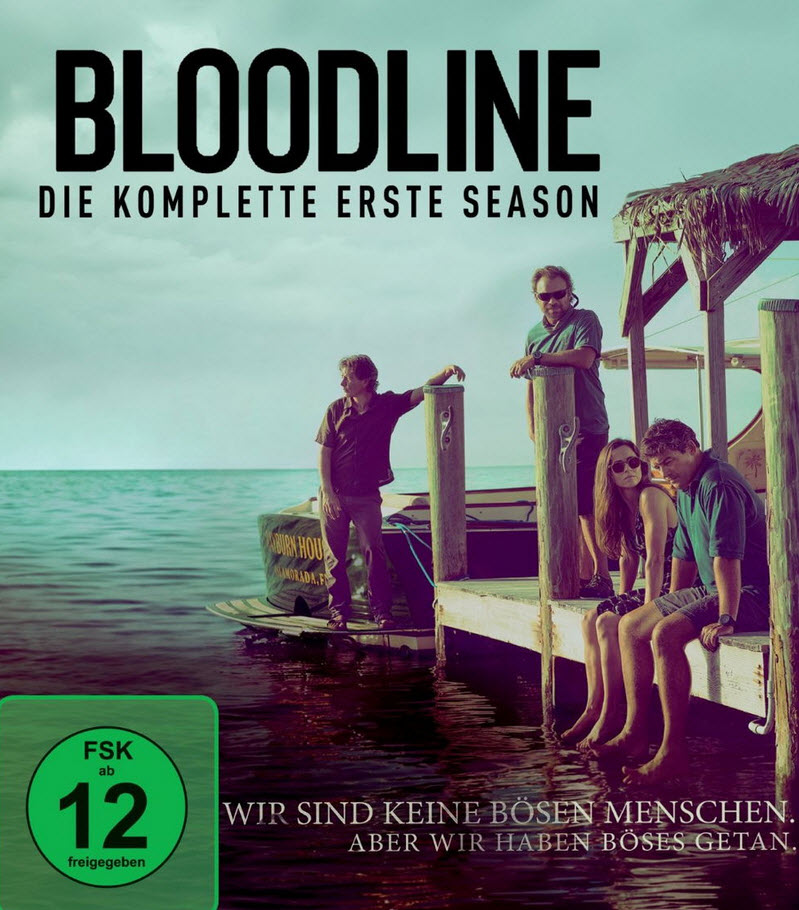 BLOODLINE
DIE KOMPLETTE ERSTE SEASON
FSK
ab
12
freigegeben
WIR SIND KEINE BÖSEN MENSCHEN.
ABER WIR HABEN BÖSES GETAN.